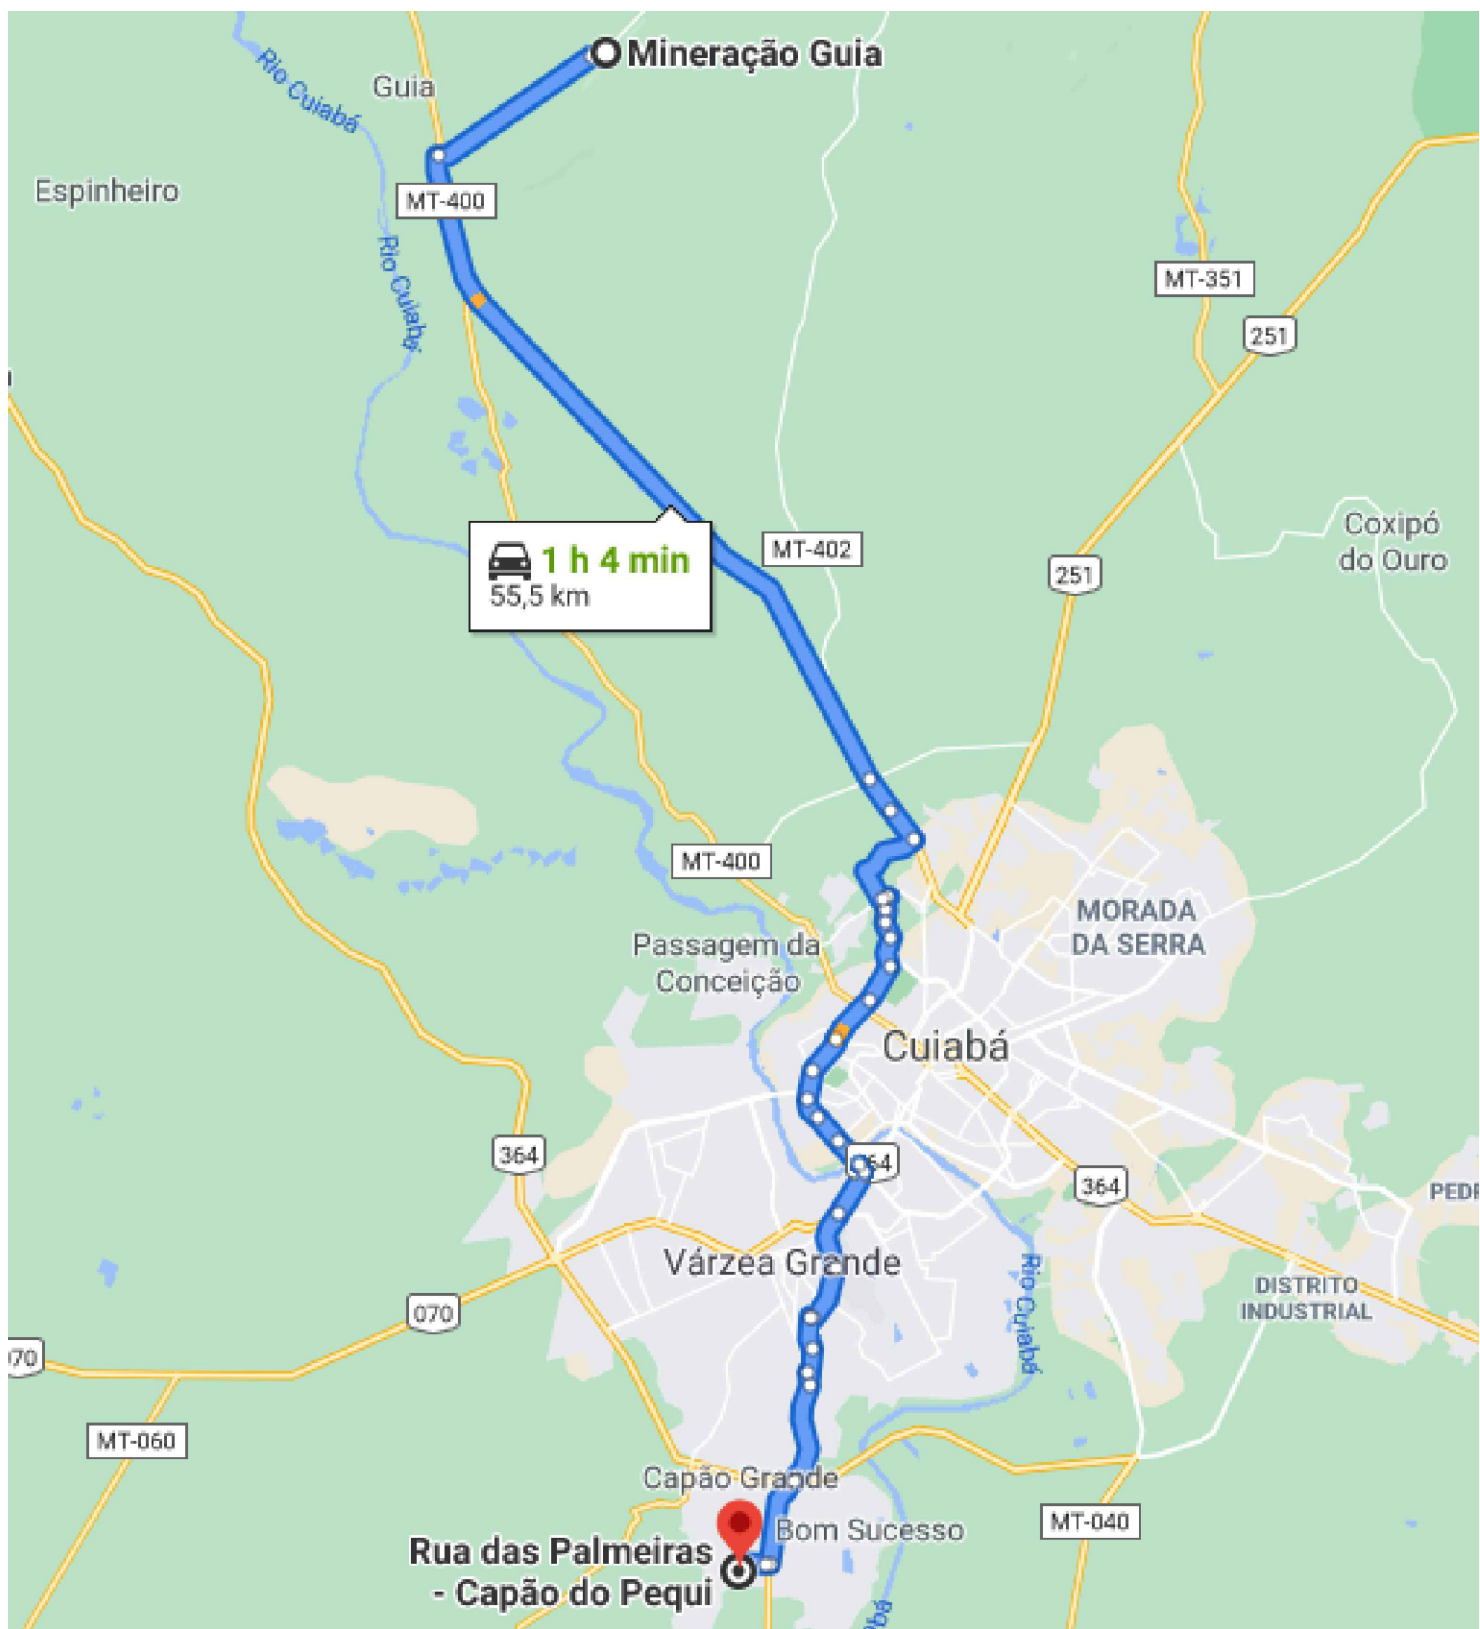 Mineração Guia
Rio Cuiabá
Guia
Espinheiro
MT-400
Rio Cuiabá
MT-351
251
Coxipó
do Ouro
MT-402
1 h 4 min
55,5 km
251
MT-400
MORADA
DA SERRA
Passagem da
Conceição
Cuiabá
364
364
PED
Várzea Grande
Rio Cuiabá
DISTRITO
INDUSTRIAL
070
MT-060
Capão Grande
MT-040
Bom Sucesso
Rua das Palmeiras
- Capão do Pequi